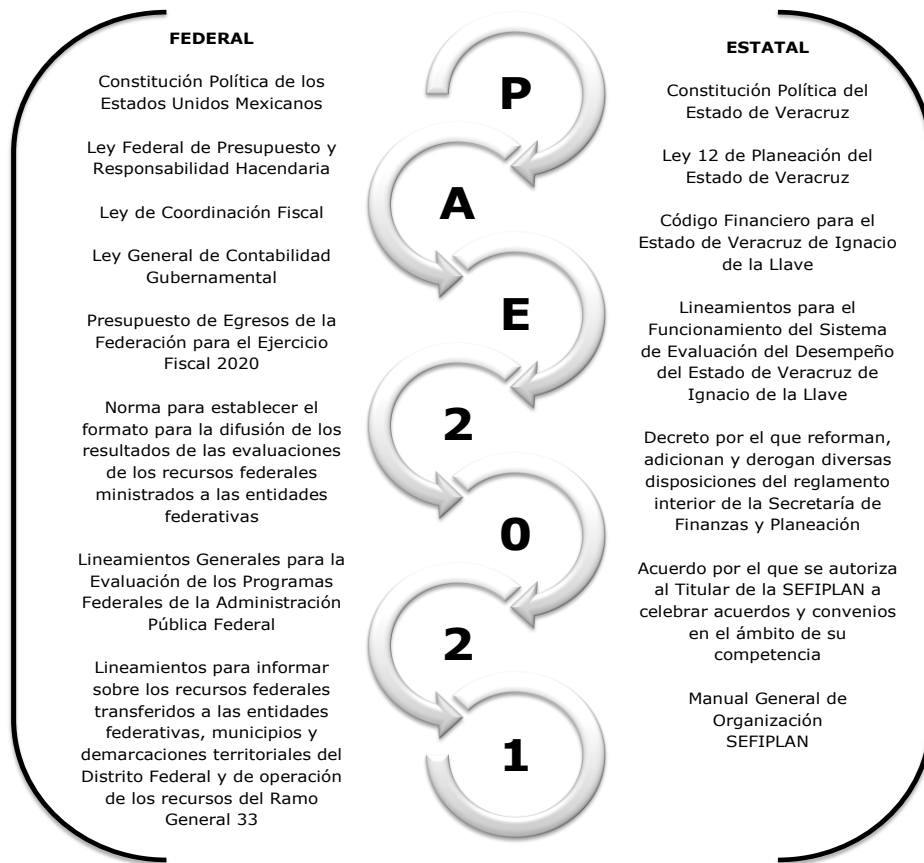 FEDERAL
Constitución Política de los
Estados Unidos Mexicanos
Ley Federal de Presupuesto y
Responsabilidad Hacendaria
Ley de Coordinación Fiscal
Ley General de Contabilidad
Gubernamental
Presupuesto de Egresos de la
Federación para el Ejercicio
Fiscal 2020
Norma para establecer el
formato para la difusión de los
resultados de las evaluaciones
de los recursos federales
ministrados a las entidades
federativas
Lineamientos Generales para la
Evaluación de los Programas
Federales de la Administración
Pública Federal
Lineamientos para informar
sobre los recursos federales
transferidos a las entidades
federativas, municipios y
demarcaciones territoriales del
Distrito Federal y de operación
de los recursos del Ramo
General 33
P
A
E
2
0
2
1
ESTATAL
Constitución Política del
Estado de Veracruz
Ley 12 de Planeación del
Estado de Veracruz
Código Financiero para el
Estado de Veracruz de Ignacio
de la Llave
Lineamientos para el
Funcionamiento del Sistema
de Evaluación del Desempeño
del Estado de Veracruz de
Ignacio de la Llave
Decreto por el que reforman,
adicionan y derogan diversas
disposiciones del reglamento
interior de la Secretaría de
Finanzas y Planeación
Acuerdo por el que se autoriza
al Titular de la SEFIPLAN a
celebrar acuerdos y convenios
en el ámbito de su
competencia
Manual General de
Organización
SEFIPLAN